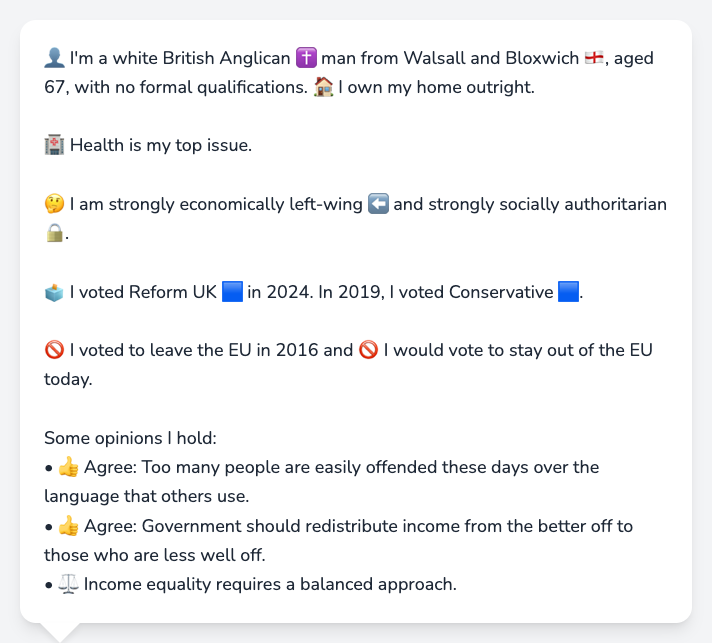 👤 I'm a white British Anglican ✝️ man from Walsall and Bloxwich 🏴󠁧󠁢󠁥󠁮󠁧󠁿, aged
67, with no formal qualifications. 🏠 I own my home outright.
🏥 Health is my top issue.
🤔 I am strongly economically left-wing ⬅️ and strongly socially authoritarian
🔒.
🗳️ I voted Reform UK 🟦 in 2024. In 2019, I voted Conservative 🟦.
🚫 I voted to leave the EU in 2016 and 🚫 I would vote to stay out of the EU
today.
Some opinions I hold:
• 👍 Agree: Too many people are easily offended these days over the
language that others use.
• 👍 Agree: Government should redistribute income from the better off to
those who are less well off.
• ⚖️ Income equality requires a balanced approach.